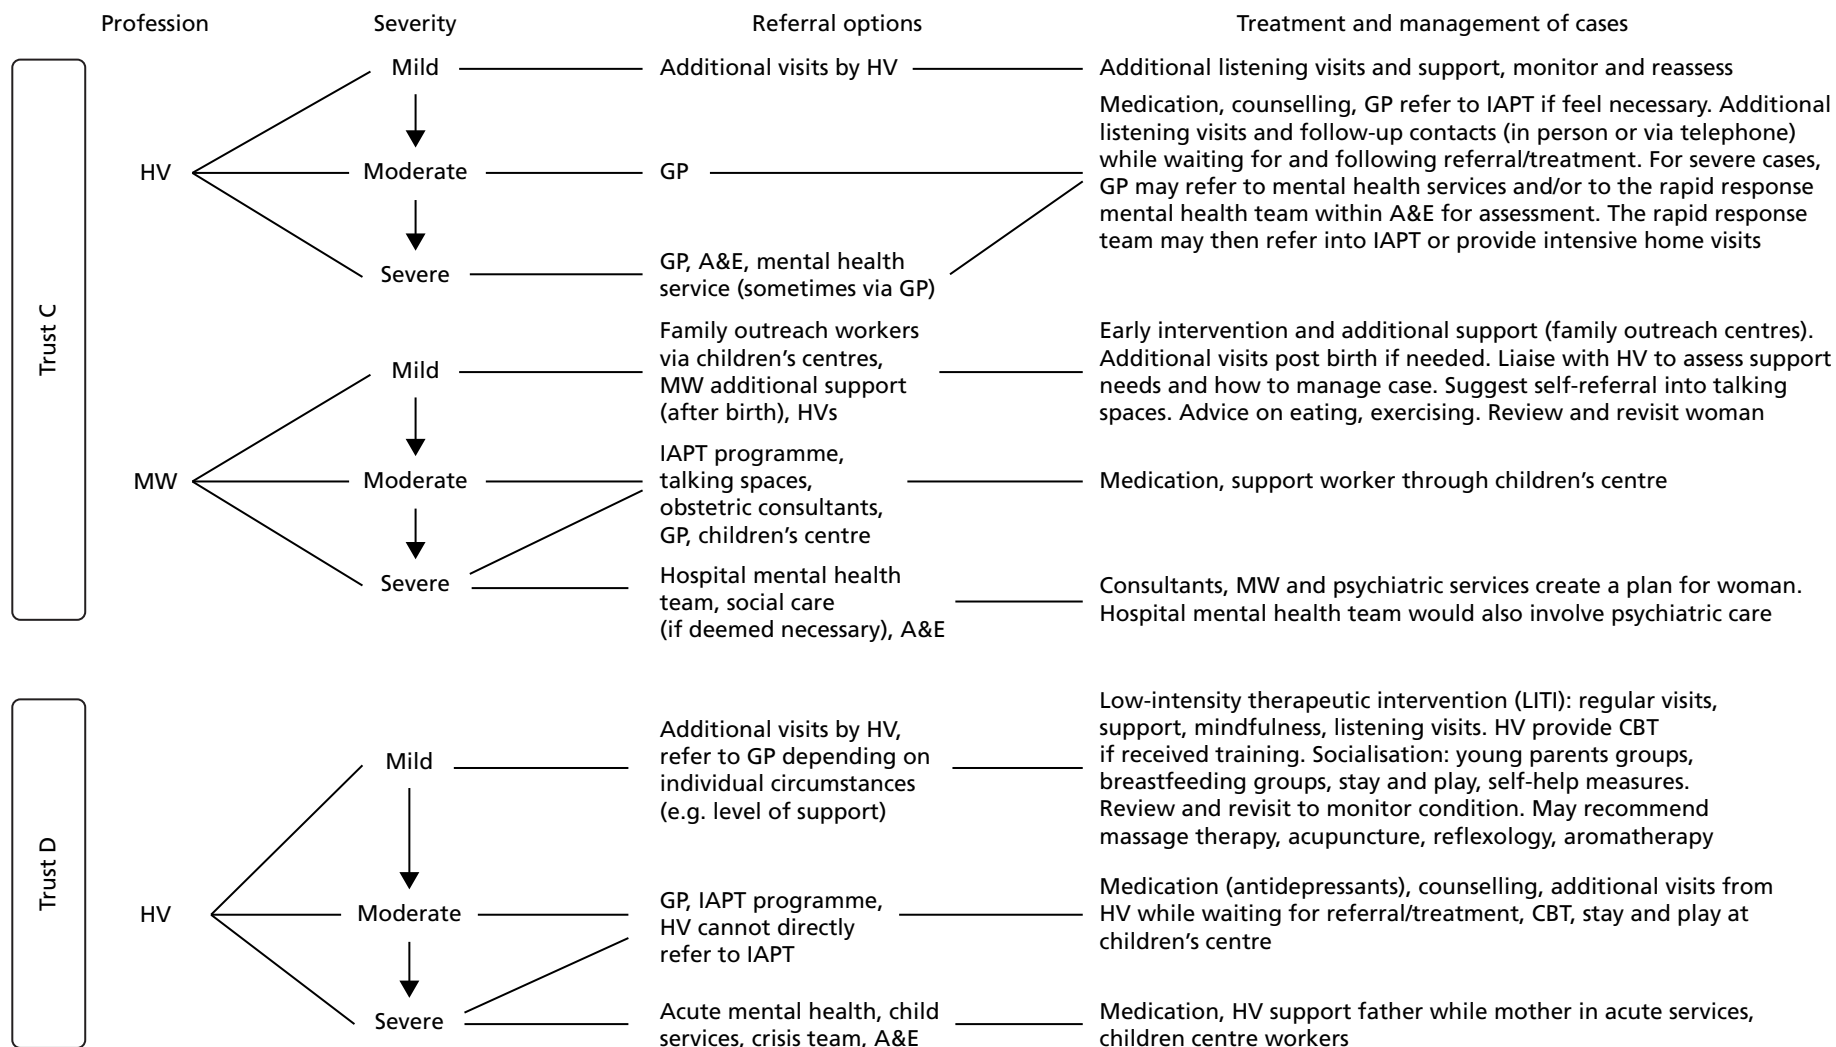 Profession
Severity
Referral options
Treatment and management of cases
Trust C
HV
Mild
Additional visits by HV
Additional listening visits and support, monitor and reassess
Moderate
GP
Medication, counselling, GP refer to IAPT if feel necessary. Additional
listening visits and follow-up contacts (in person or via telephone)
while waiting for and following referral/treatment. For severe cases,
GP may refer to mental health services and/or to the rapid response
mental health team within A&E for assessment. The rapid response
team may then refer into IAPT or provide intensive home visits
Severe
GP, A&E, mental health
service (sometimes via GP)
MW
Mild
Family outreach workers
via children’s centres,
MW additional support
(after birth), HVs
Early intervention and additional support (family outreach centres).
Additional visits post birth if needed. Liaise with HV to assess support
needs and how to manage case. Suggest self-referral into talking
spaces. Advice on eating, exercising. Review and revisit woman
Moderate
IAPT programme,
talking spaces,
obstetric consultants,
GP, children’s centre
Medication, support worker through children’s centre
Severe
Hospital mental health
team, social care
(if deemed necessary), A&E
Consultants, MW and psychiatric services create a plan for woman.
Hospital mental health team would also involve psychiatric care
Trust D
HV
Mild
Additional visits by HV,
refer to GP depending on
individual circumstances
(e.g. level of support)
Low-intensity therapeutic intervention (LITI): regular visits,
support, mindfulness, listening visits. HV provide CBT
if received training. Socialisation: young parents groups,
breastfeeding groups, stay and play, self-help measures.
Review and revisit to monitor condition. May recommend
massage therapy, acupuncture, reflexology, aromatherapy
Moderate
GP, IAPT programme,
HV cannot directly
refer to IAPT
Medication (antidepressants), counselling, additional visits from
HV while waiting for referral/treatment, CBT, stay and play at
children’s centre
Severe
Acute mental health, child
services, crisis team, A&E
Medication, HV support father while mother in acute services,
children centre workers